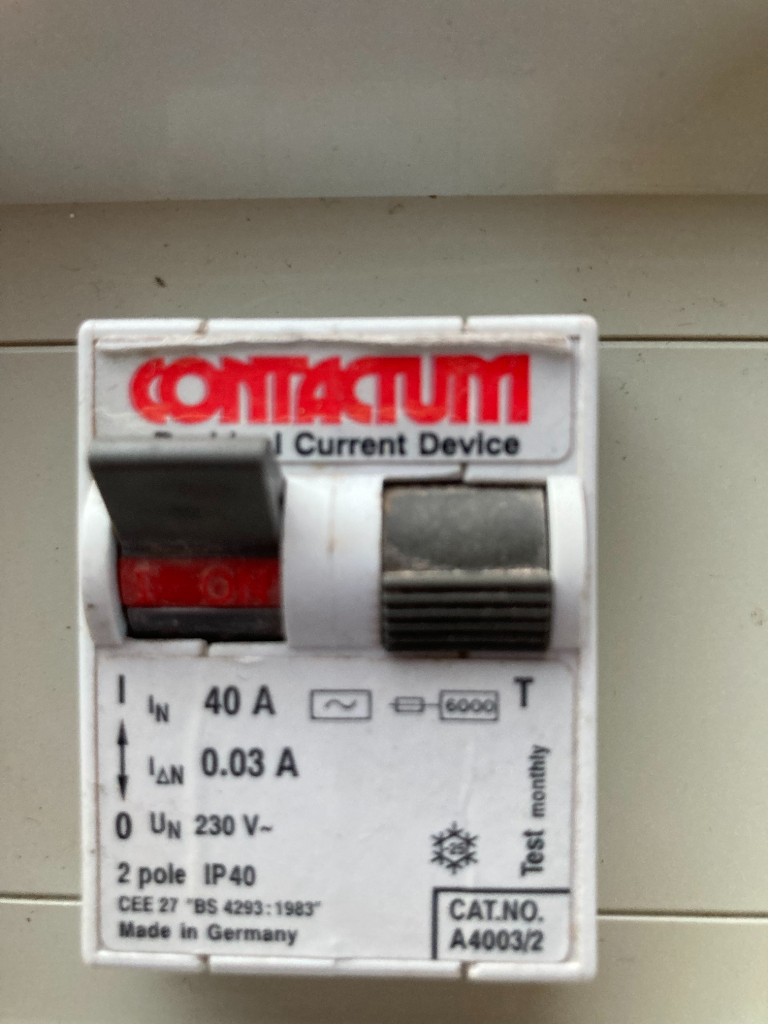 CONTACTUM
Current Device
I IN 40 A ~ 6000 T
IΔN 0.03 A
0 UN 230 V~
Test monthly
2 pole IP40
CEE 27 "BS 4293:1983"
Made in Germany
CAT.NO.
A4003/2